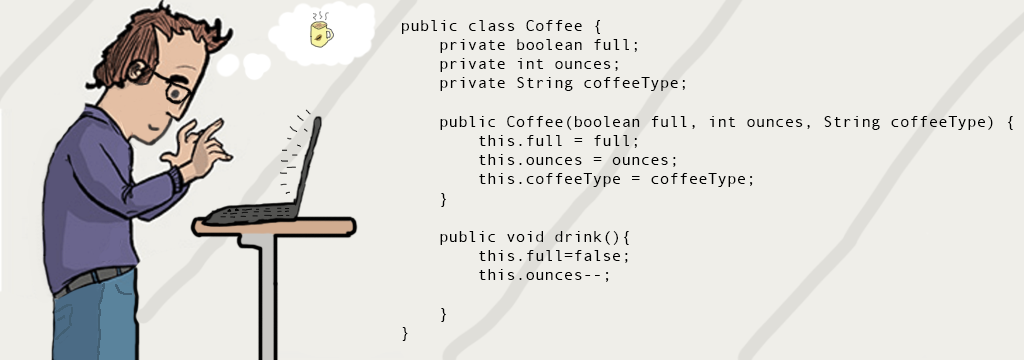 public class Coffee {
    private boolean full;
    private int ounces;
    private String coffeeType;

    public Coffee(boolean full, int ounces, String coffeeType) {
        this.full = full;
        this.ounces = ounces;
        this.coffeeType = coffeeType;
    }

    public void drink(){
        this.full=false;
        this.ounces--;

    }
}